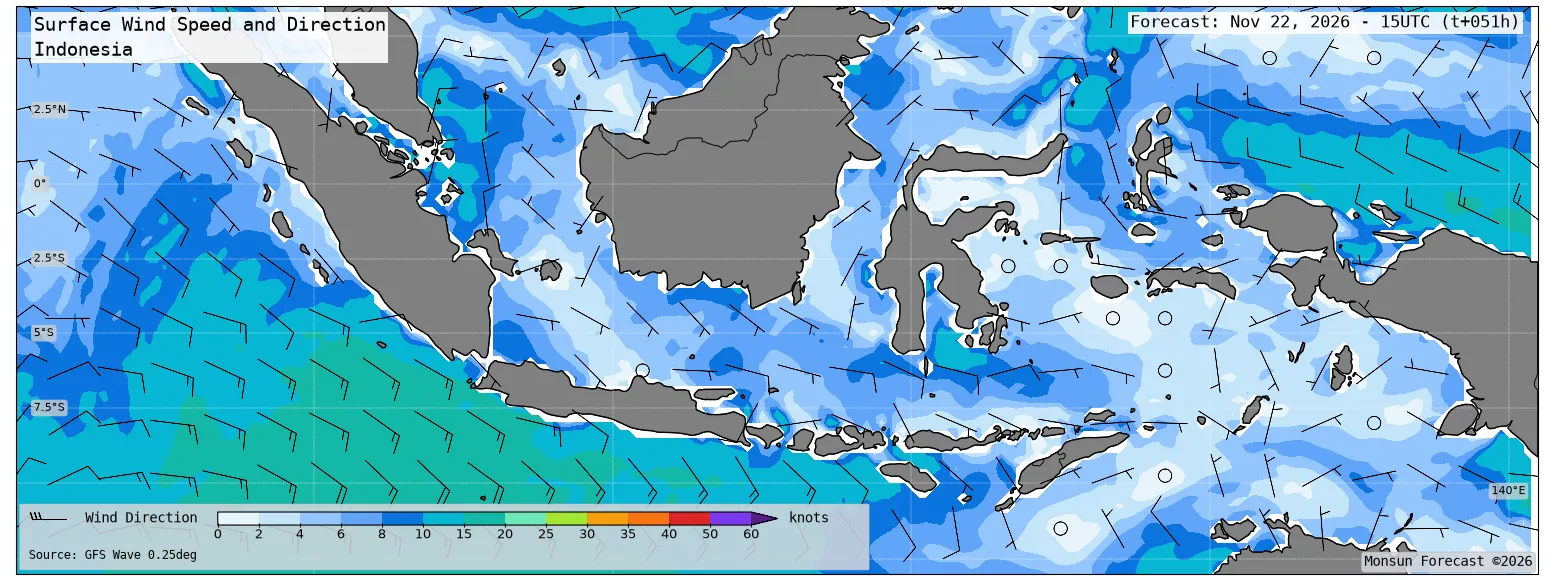 Surface Wind Speed and Direction
Indonesia
Forecast: Nov 22, 2026 - 15UTC (t+051h)
2.5°N
0°
2.5°S
5°S
7.5°S
140°E
Wind Direction
knots
0 2 4 6 8 10 15 20 25 30 35 40 50 60
Source: GFS Wave 0.25deg
Monsun Forecast ©2026